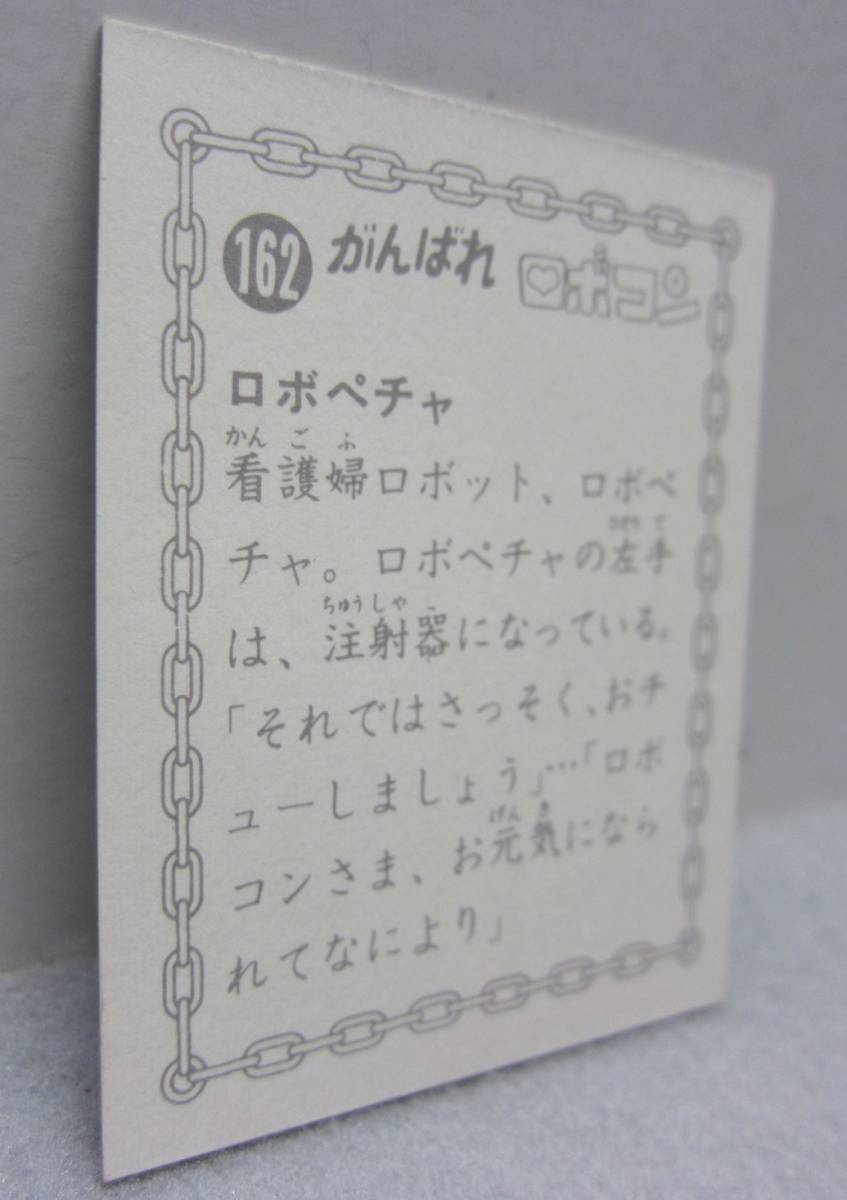 162 がんばれ ロボコン
ロボペチャ
かんごふ
看護婦ロボット、ロボペ
ひだりて
チャ。ロボペチャの左手
ちゅうしゃ
は、注射器になっている。
「それではさっそく、おチ
ューしましょう」…「ロボ
げんき
コンさま、お元気になら
れてなにより」